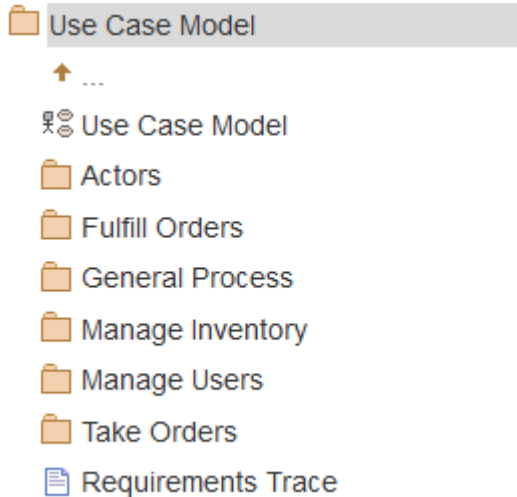 Use Case Model
...
Use Case Model
Actors
Fulfill Orders
General Process
Manage Inventory
Manage Users
Take Orders
Requirements Trace